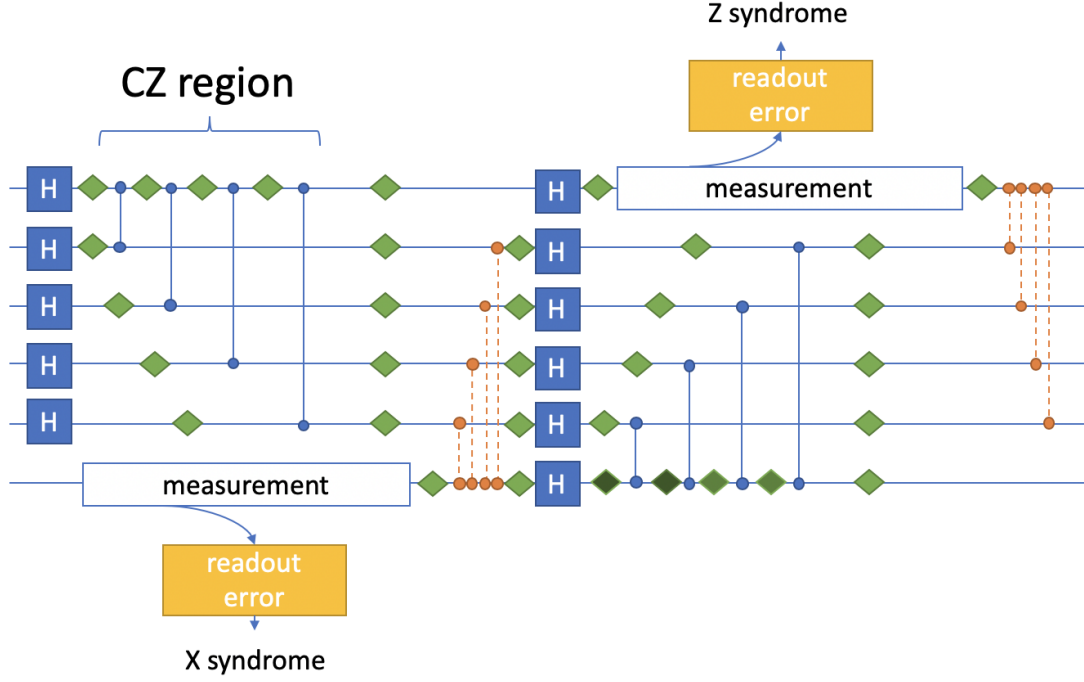 Z syndrome
CZ region
readout
error
H
H
measurement
H
H
H
H
H
H
H
H
measurement
H
readout
error
X syndrome